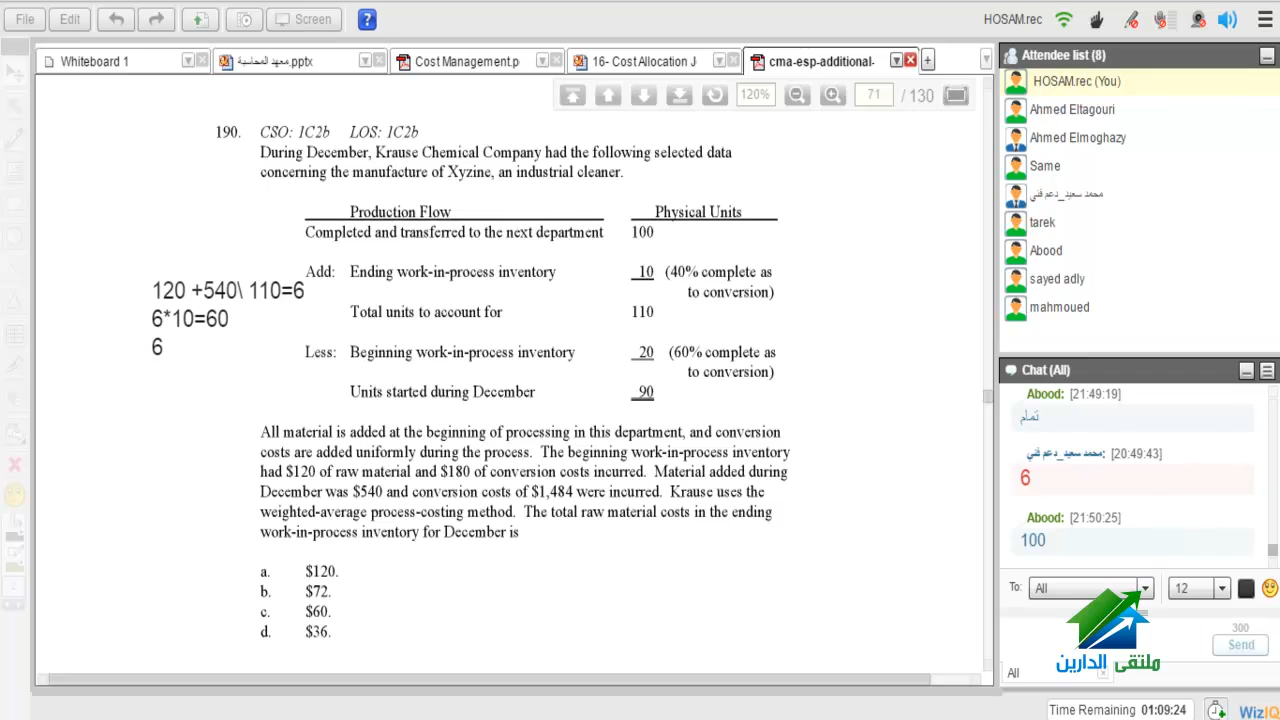 File Edit Screen ? HOSAM.rec
Whiteboard 1 معهد المحاسبة.pptx Cost Management.p 16- Cost Allocation J cma-esp-additional-
120% 71 / 130
190. CSO: 1C2b LOS: 1C2b
During December, Krause Chemical Company had the following selected data
concerning the manufacture of Xyzine, an industrial cleaner.
Production Flow Physical Units
Completed and transferred to the next department 100
Add: Ending work-in-process inventory 10 (40% complete as
to conversion)
Total units to account for 110
Less: Beginning work-in-process inventory 20 (60% complete as
to conversion)
Units started during December 90
120 +540\ 110=6
6*10=60
6
All material is added at the beginning of processing in this department, and conversion
costs are added uniformly during the process. The beginning work-in-process inventory
had $120 of raw material and $180 of conversion costs incurred. Material added during
December was $540 and conversion costs of $1,484 were incurred. Krause uses the
weighted-average process-costing method. The total raw material costs in the ending
work-in-process inventory for December is
a. $120.
b. $72.
c. $60.
d. $36.
Attendee list (8)
HOSAM.rec (You)
Ahmed Eltagouri
Ahmed Elmoghazy
Same
محمد سعيد_دعم فني
tarek
Abood
sayed adly
mahmoued
Chat (All)
Abood: [21:49:19]
تمام
محمد سعيد_دعم فني: [20:49:43]
6
Abood: [21:50:25]
100
To: All 12
300
Send
ملتقى الدارين
All
Time Remaining 01:09:24 WizIQ